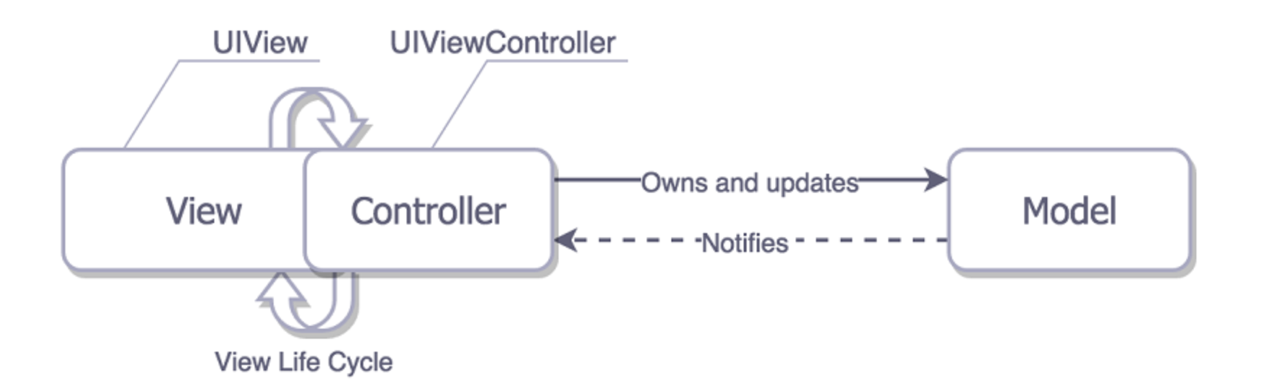 UIView
UIViewController
View
Controller
Owns and updates
Notifies
Model
View Life Cycle